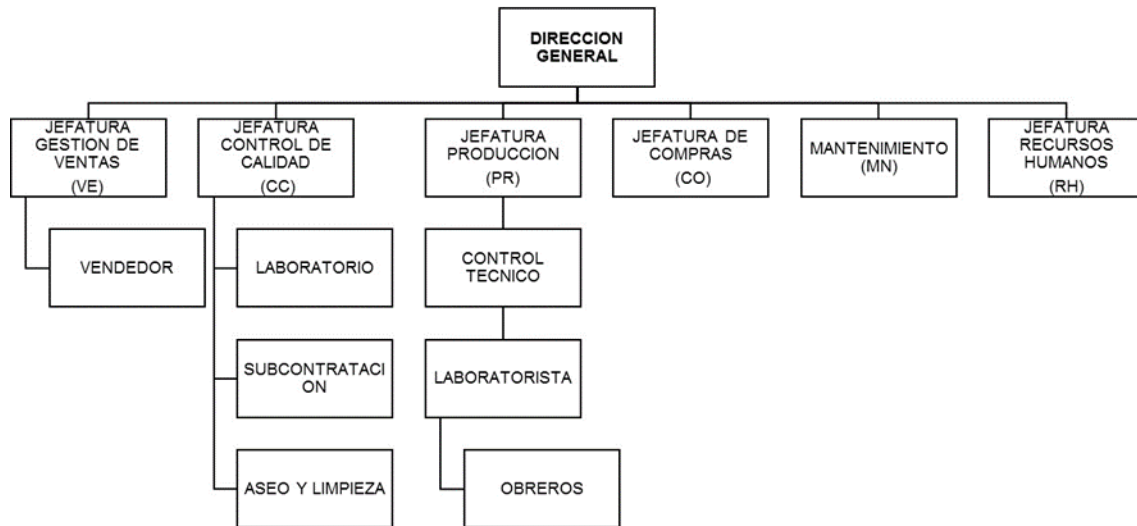 DIRECCION
GENERAL
JEFATURA
GESTION DE
VENTAS
(VE)
JEFATURA
CONTROL DE
CALIDAD
(CC)
JEFATURA
PRODUCCION
(PR)
JEFATURA DE
COMPRAS
(CO)
MANTENIMIENTO
(MN)
JEFATURA
RECURSOS
HUMANOS
(RH)
VENDEDOR
LABORATORIO
CONTROL
TECNICO
SUBCONTRATACI
ON
LABORATORISTA
ASEO Y LIMPIEZA
OBREROS